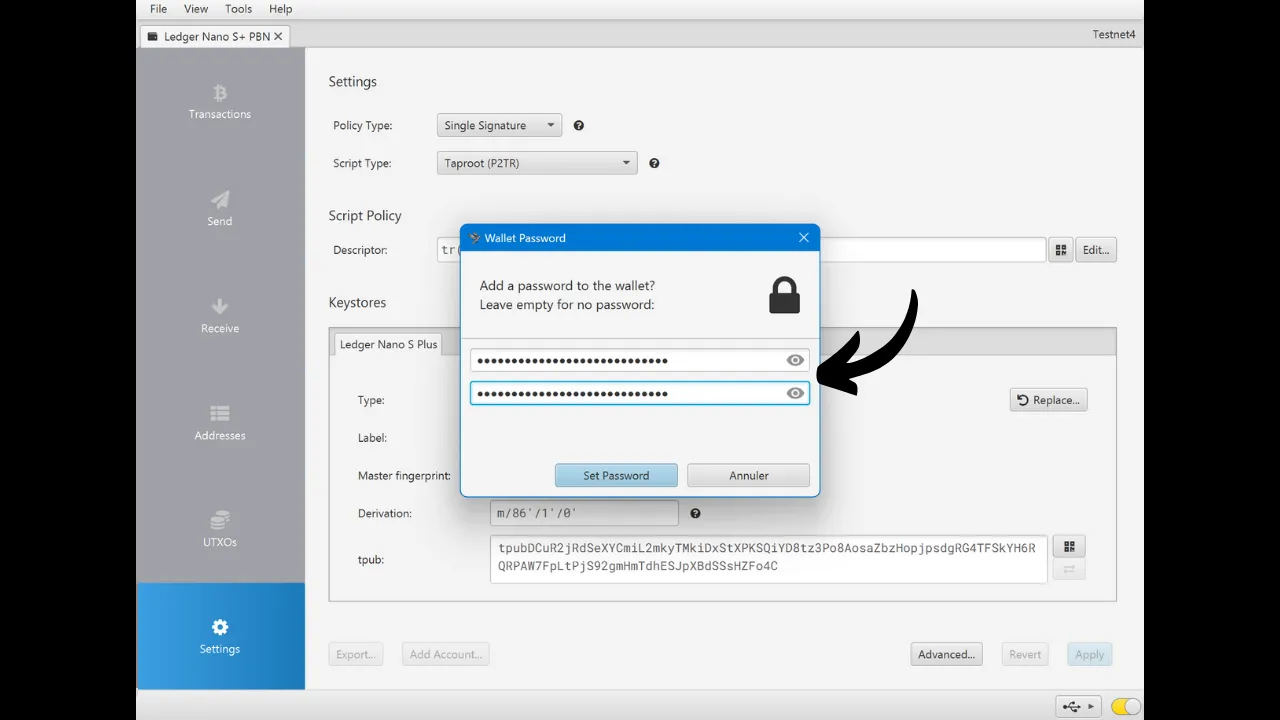 File View Tools Help
Ledger Nano S+ PBN
Testnet4
Transactions
Send
Receive
Addresses
UTXOs
Settings
Settings
Policy Type: Single Signature
Script Type: Taproot (P2TR)
Script Policy
Descriptor: tr( Edit...
Keystores
Ledger Nano S Plus
Type: Replace...
Label:
Master fingerprint:
Derivation: m/86'/1'/0'
tpub: tpubDCuR2jRdSeXYCmiL2mkyTMkiDxStXPKSQiYD8tz3Po8AosaZbzHopjpsdgRG4TFSkYH6R
QRPAW7FpLtPjS92gmHmTdhESJpXBdSSsHZFo4C
Wallet Password
Add a password to the wallet?
Leave empty for no password:
Set Password Annuler
Export... Add Account... Advanced... Revert Apply